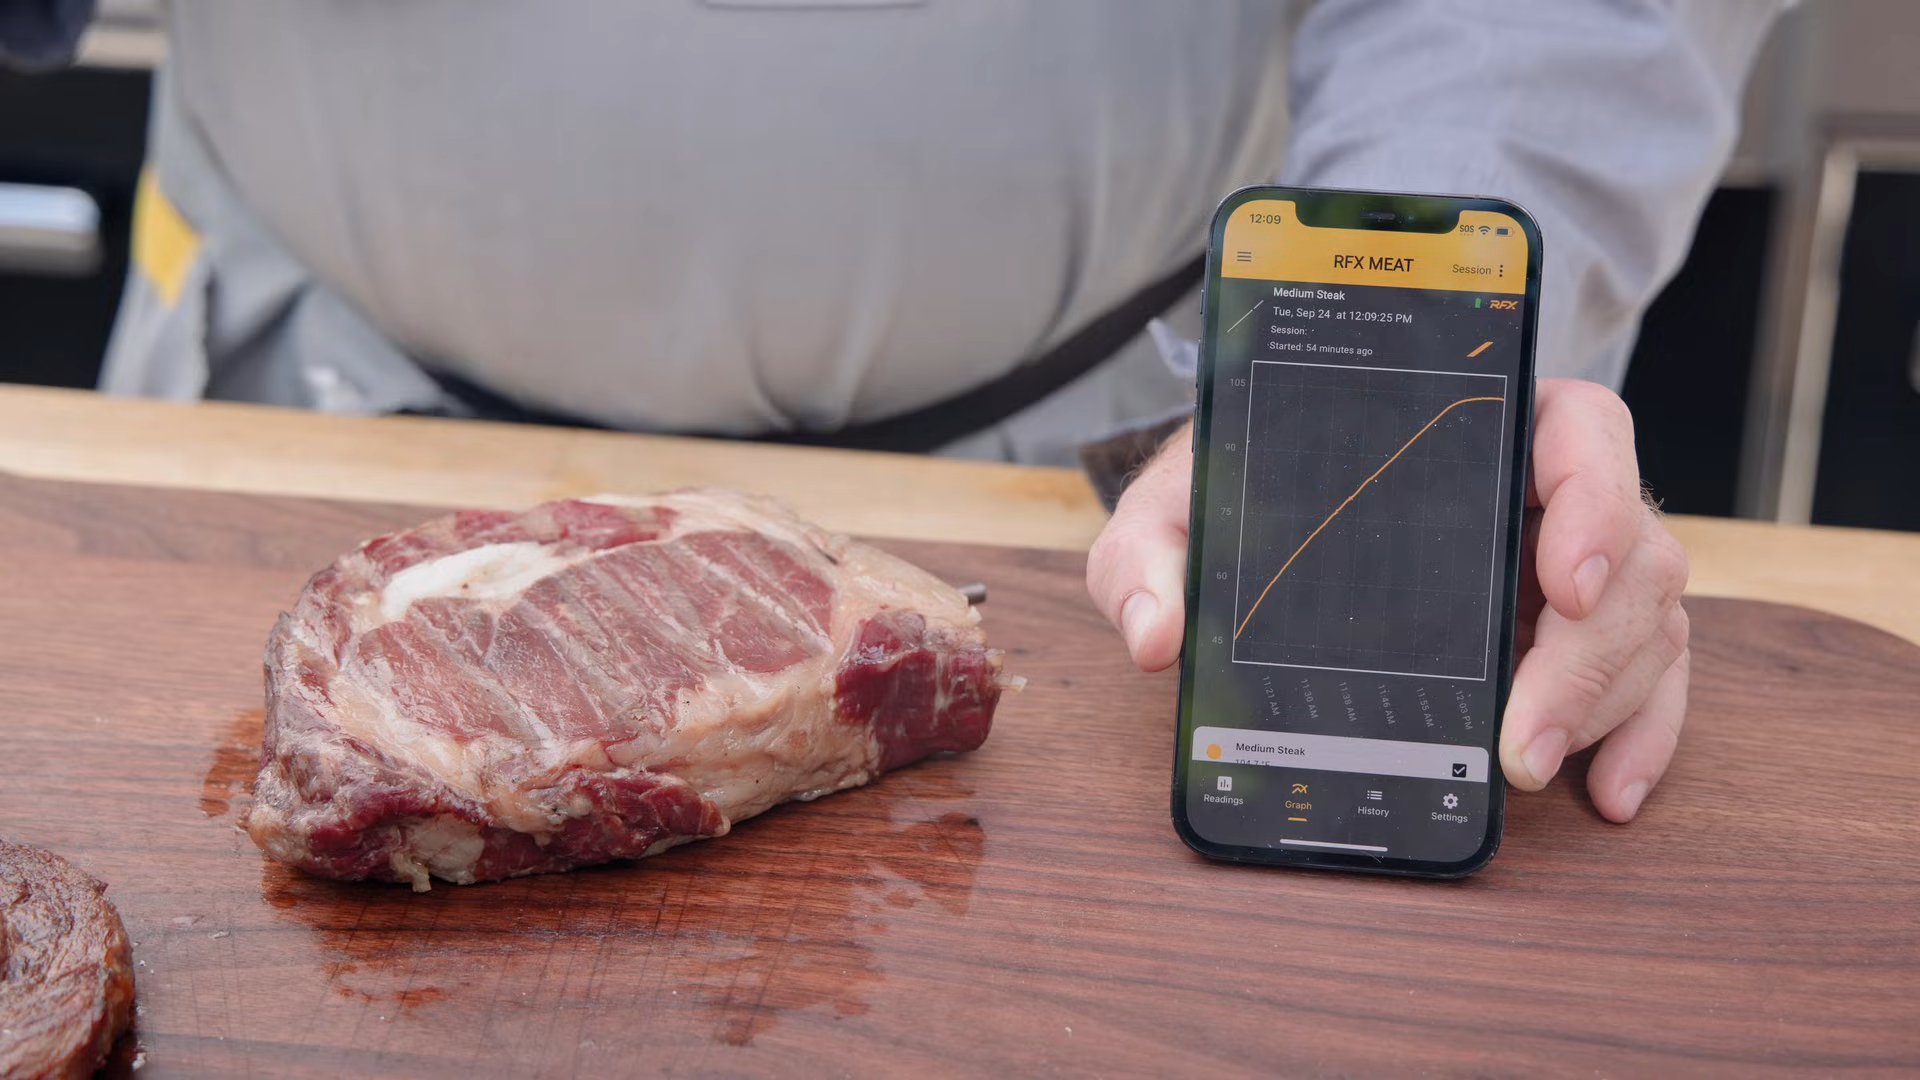 12:09
SOS
RFX MEAT
Session
Medium Steak
RFX
Tue, Sep 24 at 12:09:25 PM
Session:
Started: 54 minutes ago
105
90
75
60
45
11:21 AM
11:30 AM
11:38 AM
11:46 AM
11:55 AM
12:03 PM
Medium Steak
104.7 °F
Readings
Graph
History
Settings